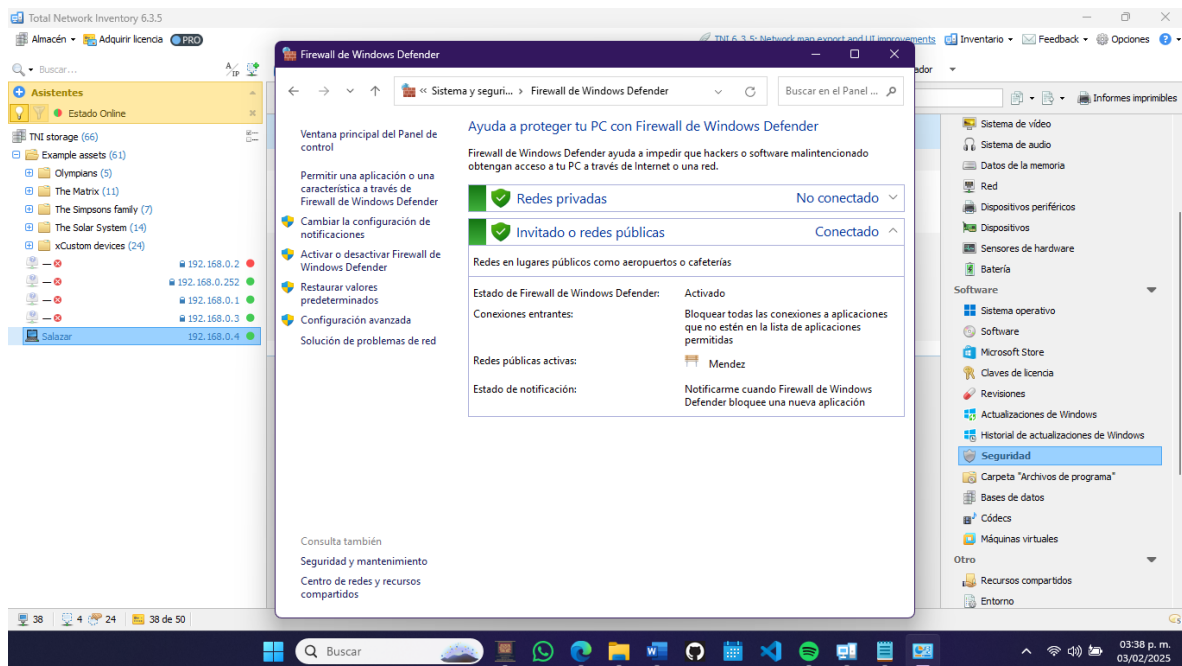 Total Network Inventory 6.3.5
Almacén
Adquirir licencia
PRO
TNI 6.3.5: Network map export and UI improvements
Inventario
Feedback
Opciones
Buscar...
A/IP
ador
Asistentes
Estado Online
Informes imprimibles
TNI storage (66)
Example assets (61)
Olympians (5)
The Matrix (11)
The Simpsons family (7)
The Solar System (14)
xCustom devices (24)
— 192.168.0.2
— 192.168.0.252
— 192.168.0.1
— 192.168.0.3
Salazar 192.168.0.4
Firewall de Windows Defender
« Sistema y seguri... › Firewall de Windows Defender
Buscar en el Panel ...
Ventana principal del Panel de
control
Permitir una aplicación o una
característica a través de
Firewall de Windows Defender
Cambiar la configuración de
notificaciones
Activar o desactivar Firewall de
Windows Defender
Restaurar valores
predeterminados
Configuración avanzada
Solución de problemas de red
Consulta también
Seguridad y mantenimiento
Centro de redes y recursos
compartidos
Ayuda a proteger tu PC con Firewall de Windows Defender
Firewall de Windows Defender ayuda a impedir que hackers o software malintencionado
obtengan acceso a tu PC a través de Internet o una red.
Redes privadas No conectado
Invitado o redes públicas Conectado
Redes en lugares públicos como aeropuertos o cafeterías
Estado de Firewall de Windows Defender: Activado
Conexiones entrantes: Bloquear todas las conexiones a aplicaciones
que no estén en la lista de aplicaciones
permitidas
Redes públicas activas: Mendez
Estado de notificación: Notificarme cuando Firewall de Windows
Defender bloquee una nueva aplicación
Sistema de vídeo
Sistema de audio
Datos de la memoria
Red
Dispositivos periféricos
Dispositivos
Sensores de hardware
Batería
Software
Sistema operativo
Software
Microsoft Store
Claves de licencia
Revisiones
Actualizaciones de Windows
Historial de actualizaciones de Windows
Seguridad
Carpeta "Archivos de programa"
Bases de datos
Códecs
Máquinas virtuales
Otro
Recursos compartidos
Entorno
38 4 24 38 de 50
Buscar
03:38 p. m.
03/02/2025